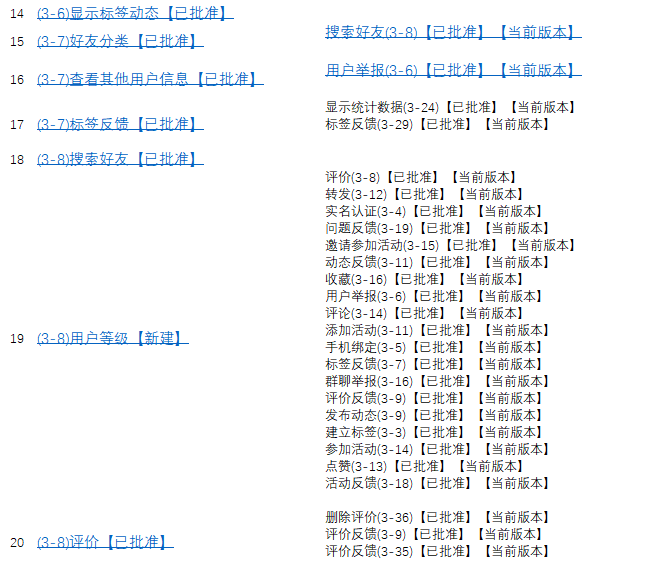 14 (3-6)显示标签动态【已批准】
搜索好友(3-8)【已批准】【当前版本】
15 (3-7)好友分类【已批准】
用户举报(3-6)【已批准】【当前版本】
16 (3-7)查看其他用户信息【已批准】
显示统计数据(3-24)【已批准】【当前版本】
17 (3-7)标签反馈【已批准】
标签反馈(3-29)【已批准】【当前版本】
18 (3-8)搜索好友【已批准】
评价(3-8)【已批准】【当前版本】
转发(3-12)【已批准】【当前版本】
实名认证(3-4)【已批准】【当前版本】
问题反馈(3-19)【已批准】【当前版本】
邀请参加活动(3-15)【已批准】【当前版本】
动态反馈(3-11)【已批准】【当前版本】
收藏(3-16)【已批准】【当前版本】
用户举报(3-6)【已批准】【当前版本】
评论(3-14)【已批准】【当前版本】
添加活动(3-11)【已批准】【当前版本】
19 (3-8)用户等级【新建】
手机绑定(3-5)【已批准】【当前版本】
标签反馈(3-7)【已批准】【当前版本】
群聊举报(3-16)【已批准】【当前版本】
评价反馈(3-9)【已批准】【当前版本】
发布动态(3-9)【已批准】【当前版本】
建立标签(3-3)【已批准】【当前版本】
参加活动(3-14)【已批准】【当前版本】
点赞(3-13)【已批准】【当前版本】
活动反馈(3-18)【已批准】【当前版本】
删除评价(3-36)【已批准】【当前版本】
评价反馈(3-9)【已批准】【当前版本】
20 (3-8)评价【已批准】
评价反馈(3-35)【已批准】【当前版本】